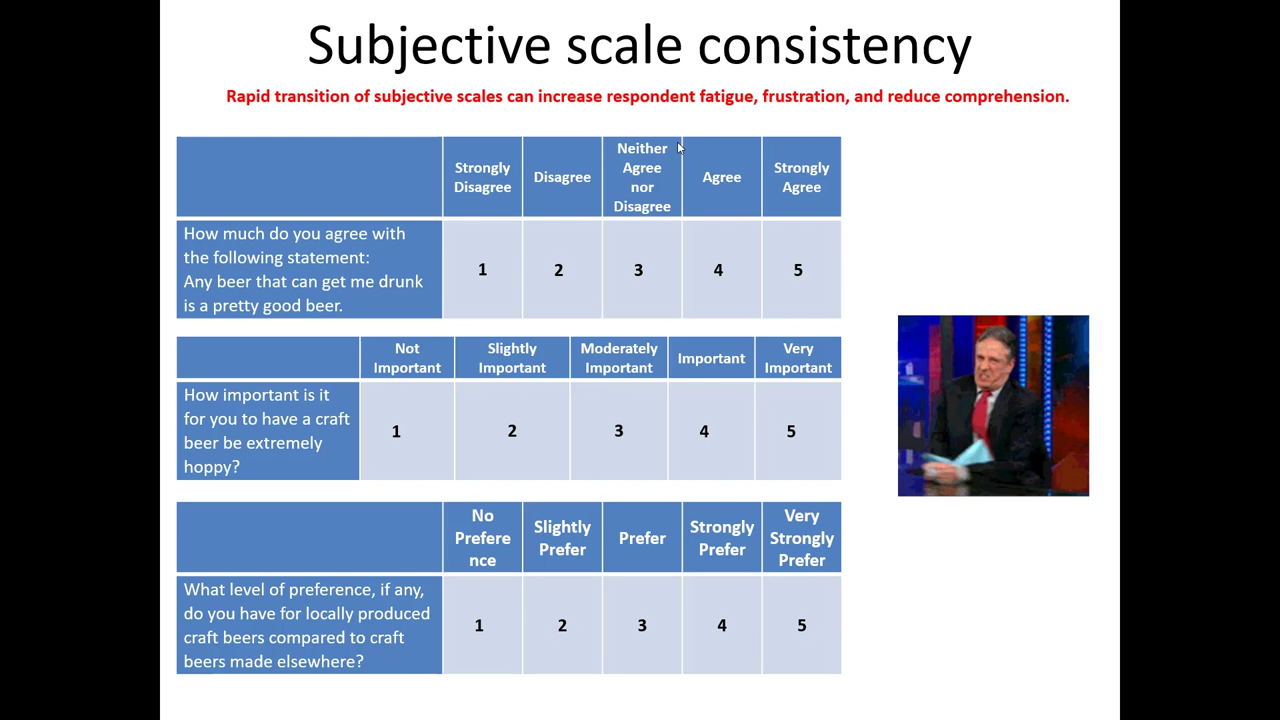 Subjective scale consistency
Rapid transition of subjective scales can increase respondent fatigue, frustration, and reduce comprehension.
Strongly Disagree
Disagree
Neither Agree nor Disagree
Agree
Strongly Agree
How much do you agree with
the following statement:
Any beer that can get me drunk
is a pretty good beer.
1
2
3
4
5
Not Important
Slightly Important
Moderately Important
Important
Very Important
How important is it
for you to have a craft
beer be extremely
hoppy?
1
2
3
4
5
No
Prefere
nce
Slightly
Prefer
Prefer
Strongly
Prefer
Very
Strongly
Prefer
What level of preference, if any,
do you have for locally produced
craft beers compared to craft
beers made elsewhere?
1
2
3
4
5